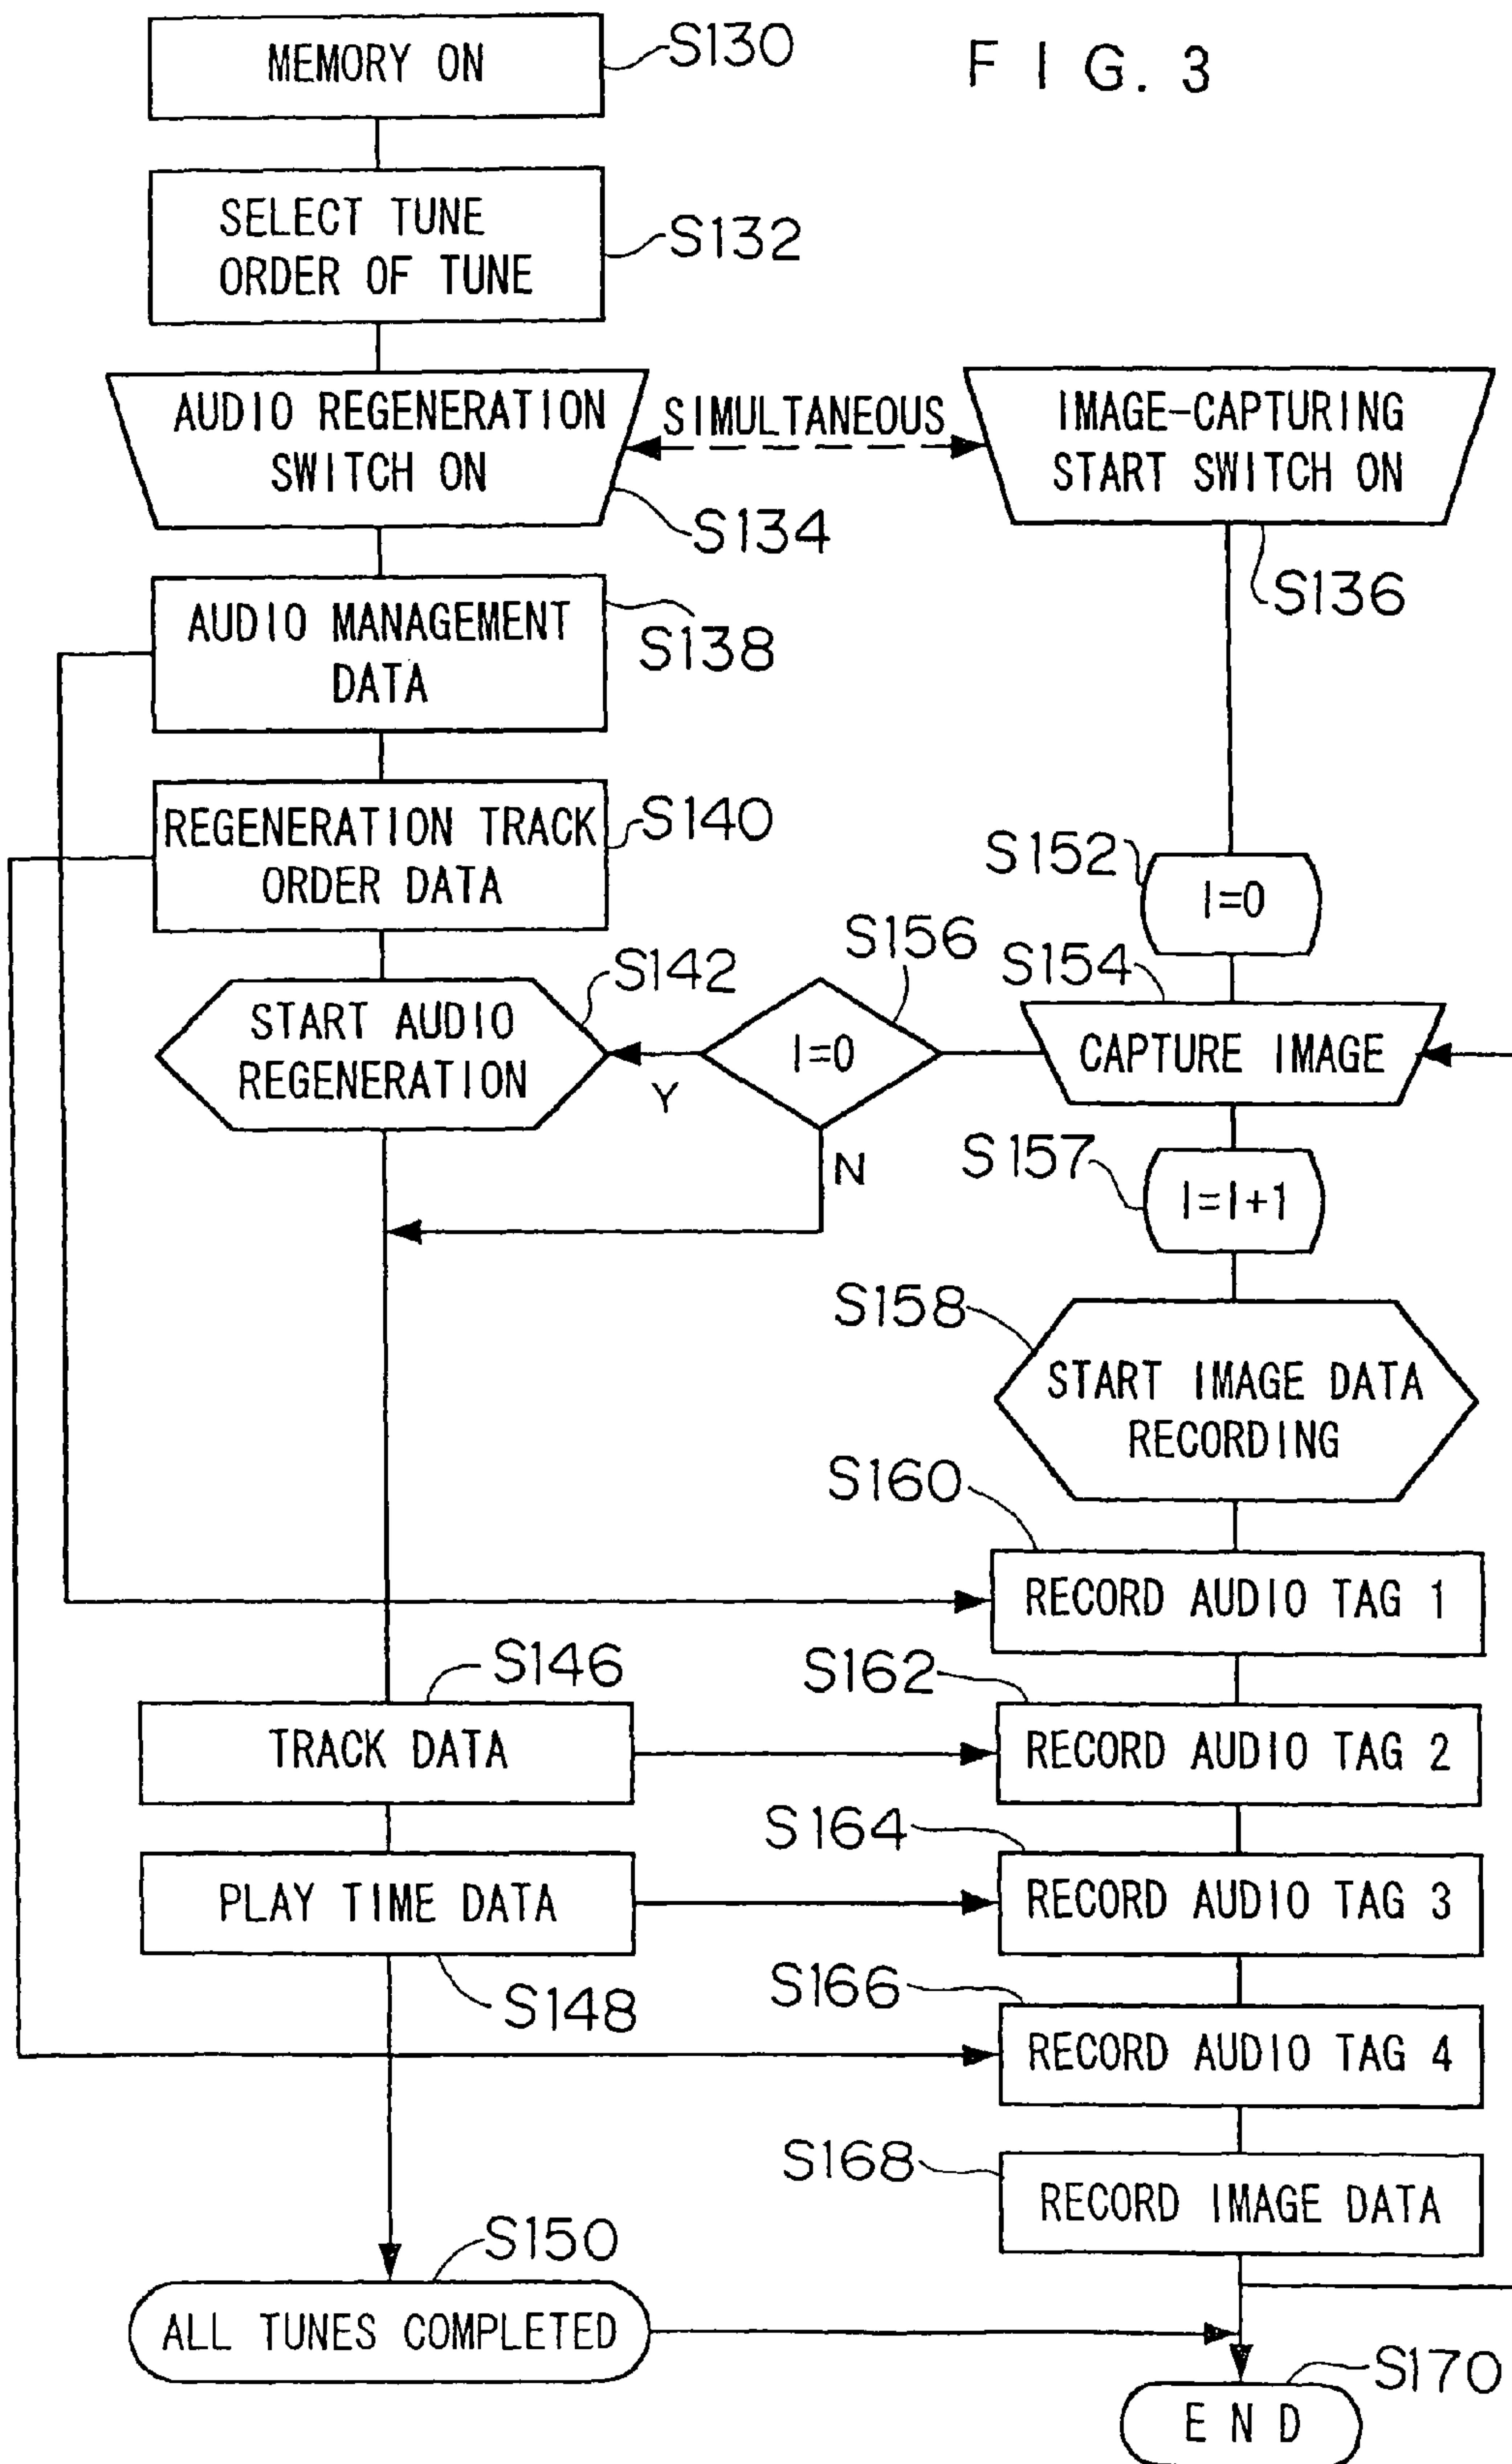 FIG. 3
MEMORY ON
S130
SELECT TUNE
ORDER OF TUNE
S132
AUDIO REGENERATION
SWITCH ON
S134
SIMULTANEOUS
IMAGE-CAPTURING
START SWITCH ON
S136
AUDIO MANAGEMENT
DATA
S138
REGENERATION TRACK
ORDER DATA
S140
S152
I=0
START AUDIO
REGENERATION
S142
Y
I=0
S156
N
S154
CAPTURE IMAGE
S157
I=I+1
S158
START IMAGE DATA
RECORDING
S160
RECORD AUDIO TAG 1
S146
TRACK DATA
S162
RECORD AUDIO TAG 2
PLAY TIME DATA
S148
S164
RECORD AUDIO TAG 3
S166
RECORD AUDIO TAG 4
S168
RECORD IMAGE DATA
S150
ALL TUNES COMPLETED
S170
END